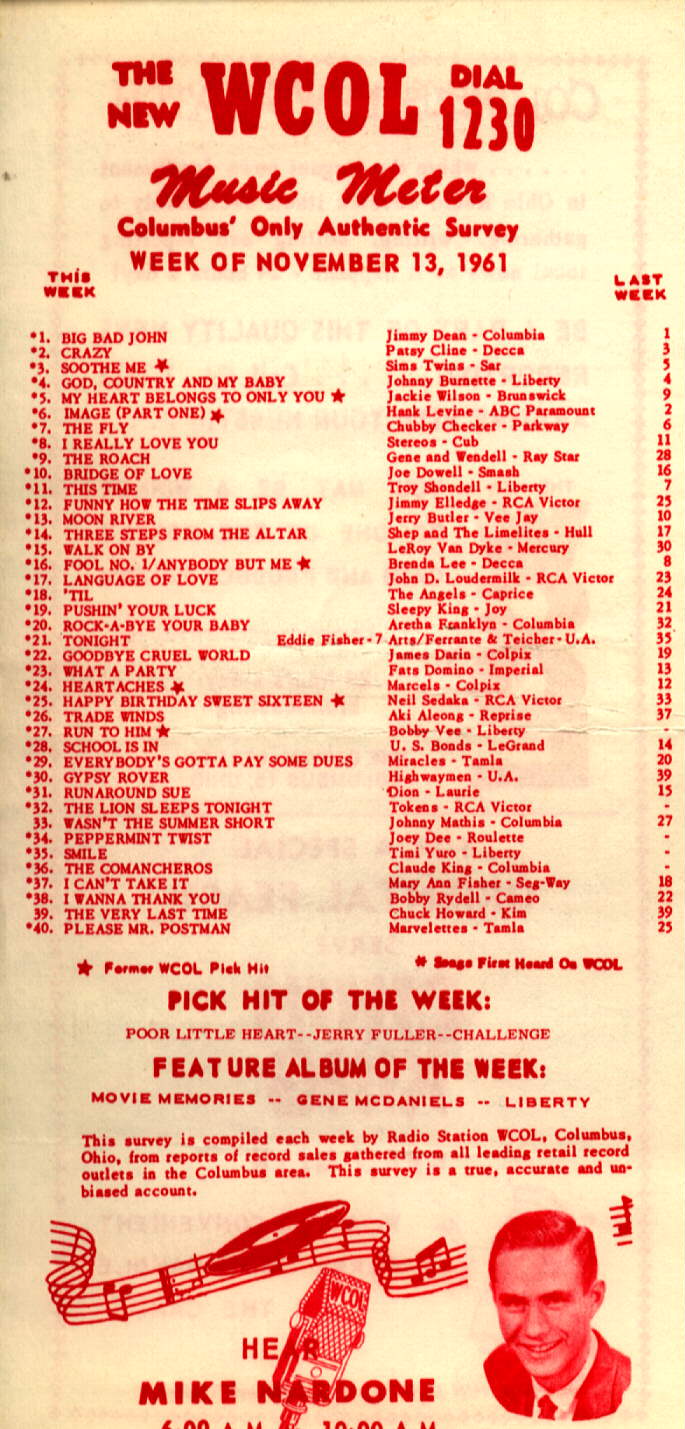 THE NEW WCOL DIAL 1230
Music Meter
Columbus' Only Authentic Survey
WEEK OF NOVEMBER 13, 1961
THIS WEEK LAST WEEK
*1. BIG BAD JOHN Jimmy Dean - Columbia 1
*2. CRAZY Patsy Cline - Decca 3
*3. SOOTHE ME ★ Sims Twins - Sar 5
*4. GOD, COUNTRY AND MY BABY Johnny Burnette - Liberty 4
*5. MY HEART BELONGS TO ONLY YOU ★ Jackie Wilson - Brunswick 9
*6. IMAGE (PART ONE) ★ Hank Levine - ABC Paramount 2
*7. THE FLY Chubby Checker - Parkway 6
*8. I REALLY LOVE YOU Stereos - Cub 11
*9. THE ROACH Gene and Wendell - Ray Star 28
*10. BRIDGE OF LOVE Joe Dowell - Smash 16
*11. THIS TIME Troy Shondell - Liberty 7
*12. FUNNY HOW THE TIME SLIPS AWAY Jimmy Elledge - RCA Victor 25
*13. MOON RIVER Jerry Butler - Vee Jay 10
*14. THREE STEPS FROM THE ALTAR Shep and The Limelites - Hull 17
*15. WALK ON BY LeRoy Van Dyke - Mercury 30
*16. FOOL NO. 1/ANYBODY BUT ME ★ Brenda Lee - Decca 8
*17. LANGUAGE OF LOVE John D. Loudermilk - RCA Victor 23
*18. 'TIL The Angels - Caprice 24
*19. PUSHIN' YOUR LUCK Sleepy King - Joy 21
*20. ROCK-A-BYE YOUR BABY Aretha Franklyn - Columbia 32
*21. TONIGHT Eddie Fisher - 7 Arts/Ferrante & Teicher - U.A. 35
*22. GOODBYE CRUEL WORLD James Darin - Colpix 19
*23. WHAT A PARTY Fats Domino - Imperial 13
*24. HEARTACHES ★ Marcels - Colpix 12
*25. HAPPY BIRTHDAY SWEET SIXTEEN ★ Neil Sedaka - RCA Victor 33
*26. TRADE WINDS Aki Aleong - Reprise 37
*27. RUN TO HIM ★ Bobby Vee - Liberty -
*28. SCHOOL IS IN U. S. Bonds - LeGrand 14
*29. EVERYBODY'S GOTTA PAY SOME DUES Miracles - Tamla 20
*30. GYPSY ROVER Highwaymen - U.A. 39
*31. RUNAROUND SUE Dion - Laurie 15
*32. THE LION SLEEPS TONIGHT Tokens - RCA Victor -
33. WASN'T THE SUMMER SHORT Johnny Mathis - Columbia 27
*34. PEPPERMINT TWIST Joey Dee - Roulette -
*35. SMILE Timi Yuro - Liberty -
*36. THE COMANCHEROS Claude King - Columbia -
*37. I CAN'T TAKE IT Mary Ann Fisher - Seg-Way 18
*38. I WANNA THANK YOU Bobby Rydell - Cameo 22
39. THE VERY LAST TIME Chuck Howard - Kim 39
*40. PLEASE MR. POSTMAN Marvelettes - Tamla 25
★ Former WCOL Pick Hit * Songs First Heard On WCOL
PICK HIT OF THE WEEK:
POOR LITTLE HEART--JERRY FULLER--CHALLENGE
FEATURE ALBUM OF THE WEEK:
MOVIE MEMORIES -- GENE MCDANIELS -- LIBERTY
This survey is compiled each week by Radio Station WCOL, Columbus,
Ohio, from reports of record sales gathered from all leading retail record
outlets in the Columbus area. This survey is a true, accurate and un-
biased account.
WCOL
HEAR
MIKE NARDONE